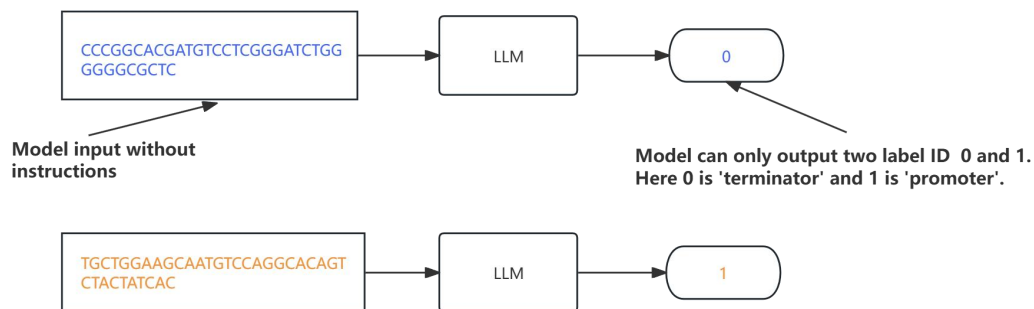 CCCGGCACGATGTCCTCGGGATCTGG
GGGGCGCTC
LLM
0
Model input without
instructions
Model can only output two label ID 0 and 1.
Here 0 is 'terminator' and 1 is 'promoter'.
TGCTGGAAGCAATGTCCAGGCACAGT
CTACTATCAC
LLM
1